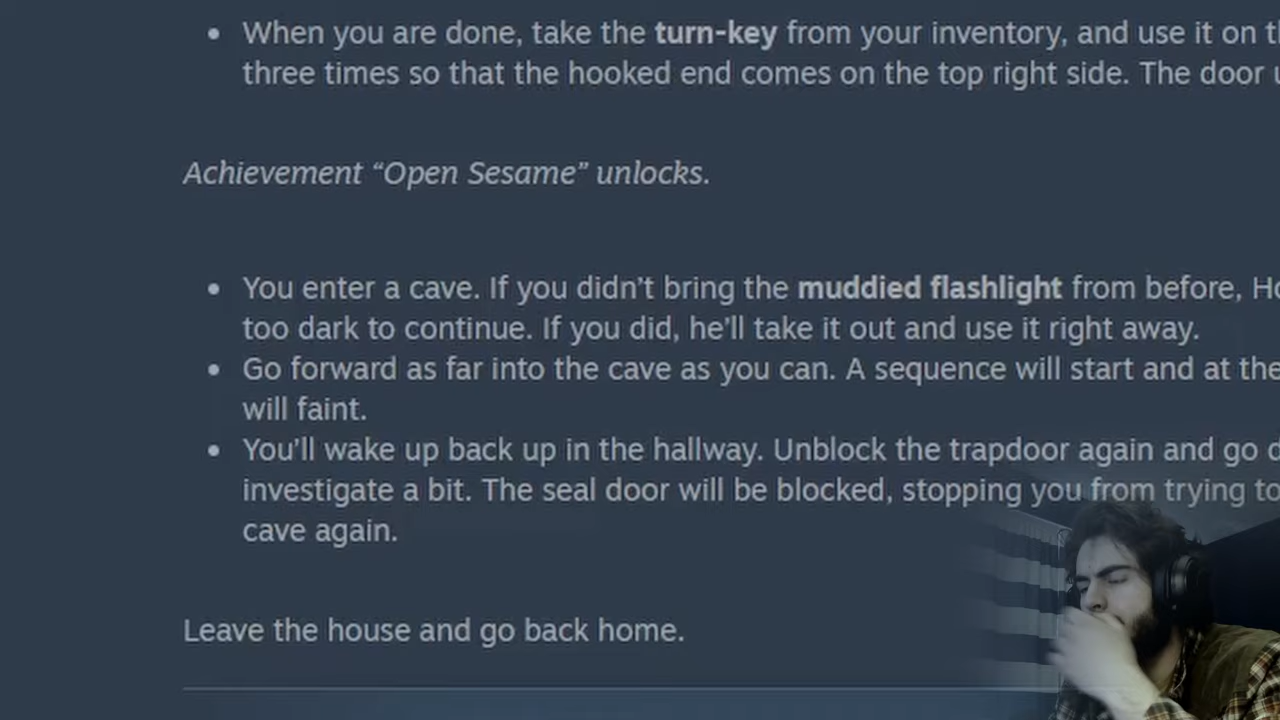 When you are done, take the turn-key from your inventory, and use it on
three times so that the hooked end comes on the top right side. The door
Achievement “Open Sesame” unlocks.
You enter a cave. If you didn’t bring the muddied flashlight from before,
too dark to continue. If you did, he’ll take it out and use it right away.
Go forward as far into the cave as you can. A sequence will start and at the
will faint.
You’ll wake up back up in the hallway. Unblock the trapdoor again and go
investigate a bit. The seal door will be blocked, stopping you from trying to
cave again.
Leave the house and go back home.